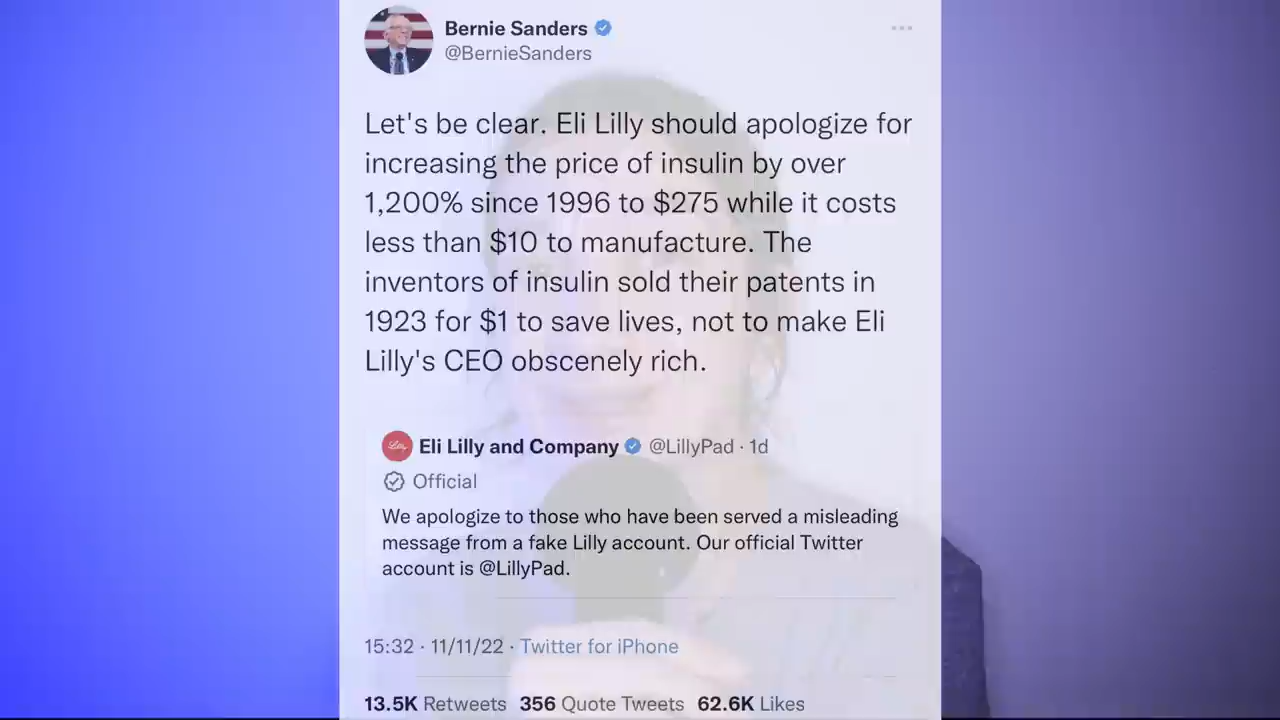 Bernie Sanders
@BernieSanders
Let's be clear. Eli Lilly should apologize for
increasing the price of insulin by over
1,200% since 1996 to $275 while it costs
less than $10 to manufacture. The
inventors of insulin sold their patents in
1923 for $1 to save lives, not to make Eli
Lilly's CEO obscenely rich.
Lilly
Eli Lilly and Company @LillyPad · 1d
Official
We apologize to those who have been served a misleading
message from a fake Lilly account. Our official Twitter
account is @LillyPad.
15:32 · 11/11/22 · Twitter for iPhone
13.5K Retweets 356 Quote Tweets 62.6K Likes